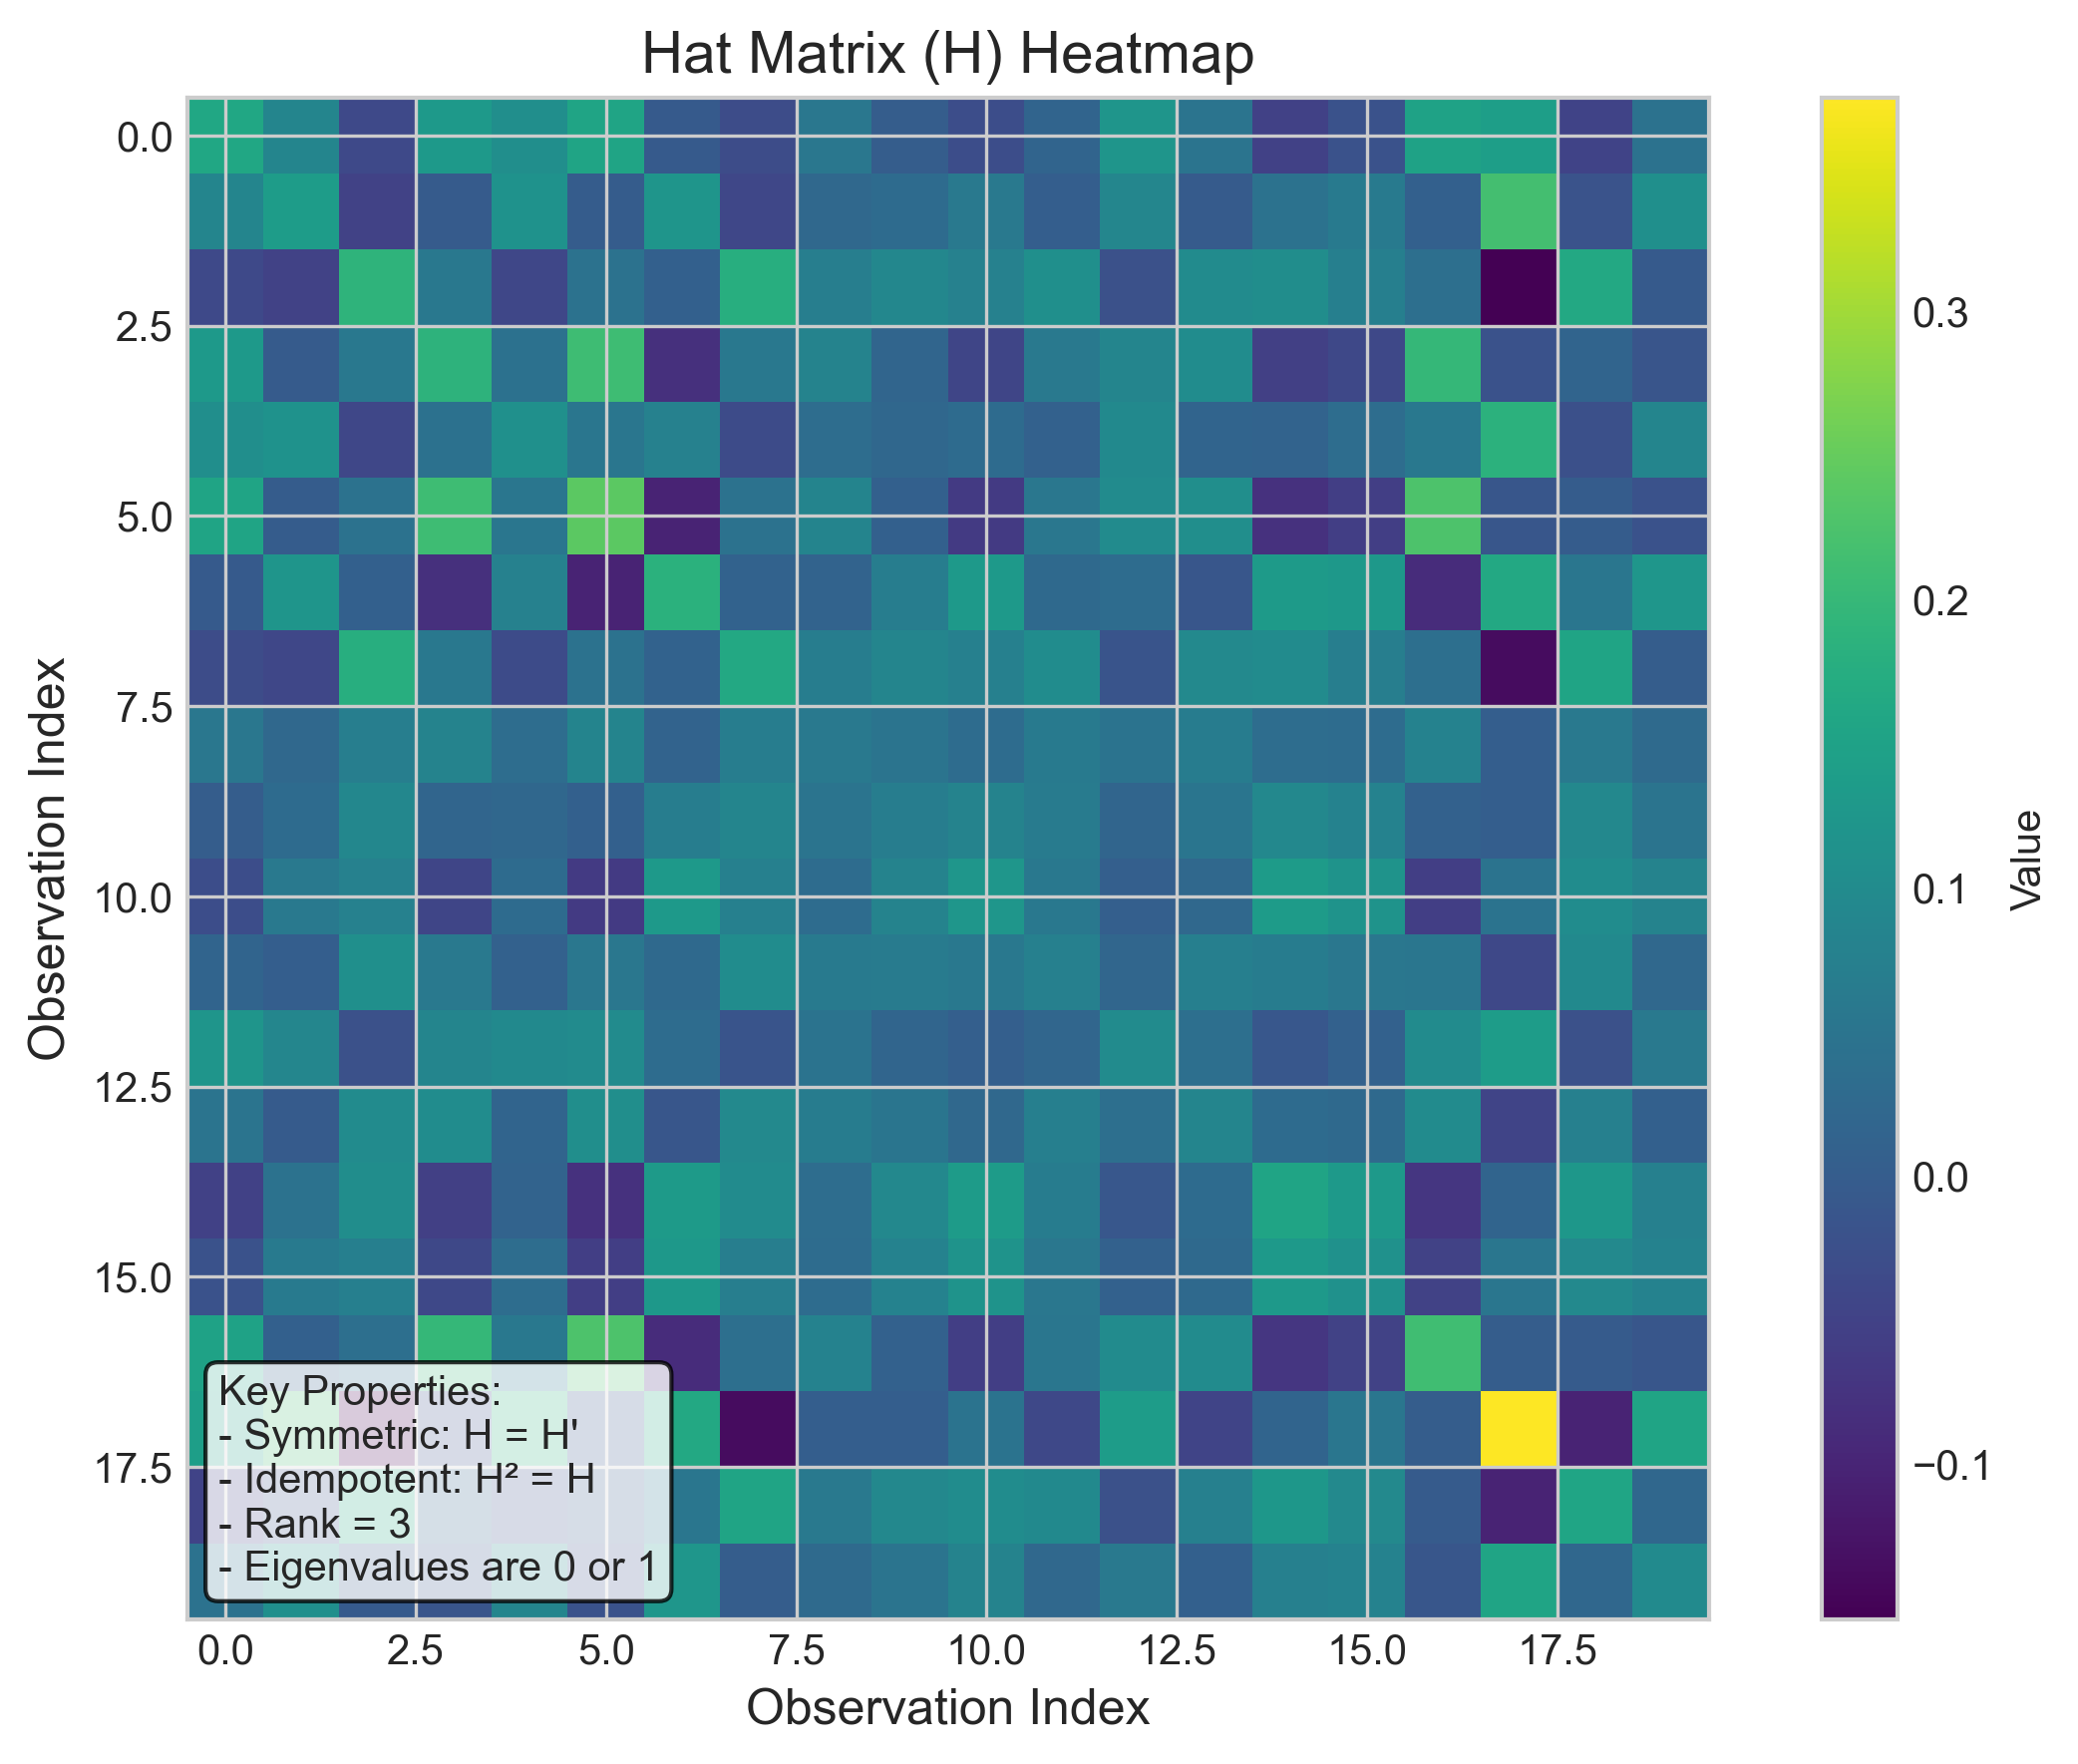 Hat Matrix (H) Heatmap
0.0
2.5
5.0
7.5
10.0
12.5
15.0
17.5
Observation Index
Key Properties:
- Symmetric: H = H'
- Idempotent: H² = H
- Rank = 3
- Eigenvalues are 0 or 1
0.0 2.5 5.0 7.5 10.0 12.5 15.0 17.5
Observation Index
0.3
0.2
0.1
0.0
−0.1
Value